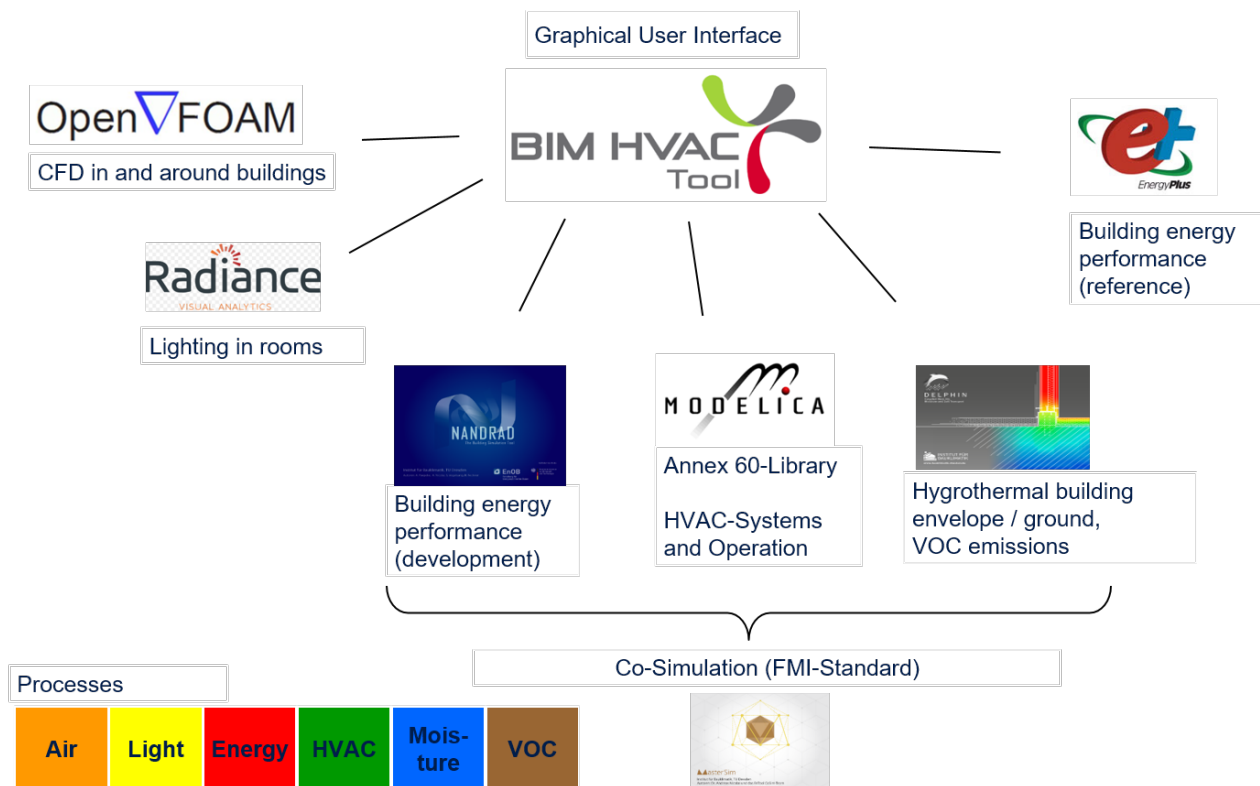 Graphical User Interface
OpenFOAM
CFD in and around buildings
BIM HVAC
Tool
e+
EnergyPlus
Building energy
performance
(reference)
Radiance
VISUAL ANALYTICS
Lighting in rooms
NANDRAD
EnOB
Building energy
performance
(development)
MODELICA
Annex 60-Library
HVAC-Systems
and Operation
DELPHIN
Hygrothermal building
envelope / ground,
VOC emissions
Co-Simulation (FMI-Standard)
MasterSim
Processes
Air
Light
Energy
HVAC
Mois-
ture
VOC